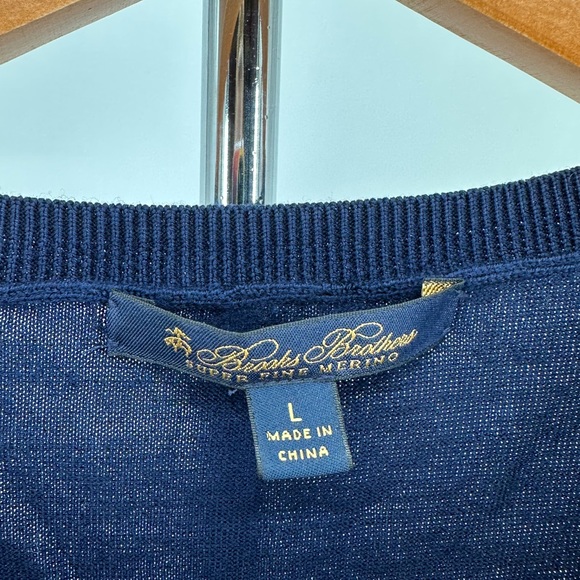 Brooks Brothers
SUPER FINE MERINO
L
MADE IN
CHINA